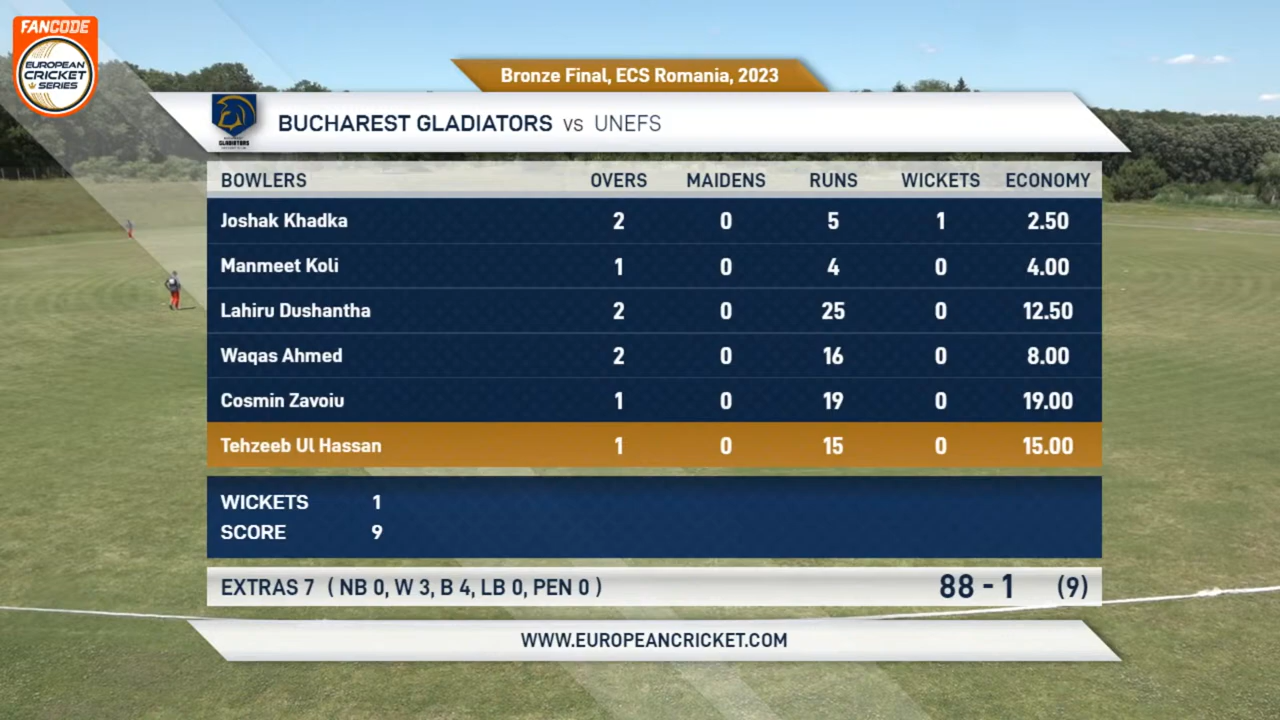 FANCODE
EUROPEAN
CRICKET
SERIES
Bronze Final, ECS Romania, 2023
GLADIATORS
BUCHAREST GLADIATORS vs UNEFS
BOWLERS OVERS MAIDENS RUNS WICKETS ECONOMY
Joshak Khadka 2 0 5 1 2.50
Manmeet Koli 1 0 4 0 4.00
Lahiru Dushantha 2 0 25 0 12.50
Waqas Ahmed 2 0 16 0 8.00
Cosmin Zavoiu 1 0 19 0 19.00
Tehzeeb Ul Hassan 1 0 15 0 15.00
WICKETS 1
SCORE 9
EXTRAS 7 ( NB 0, W 3, B 4, LB 0, PEN 0 ) 88 - 1 (9)
WWW.EUROPEANCRICKET.COM